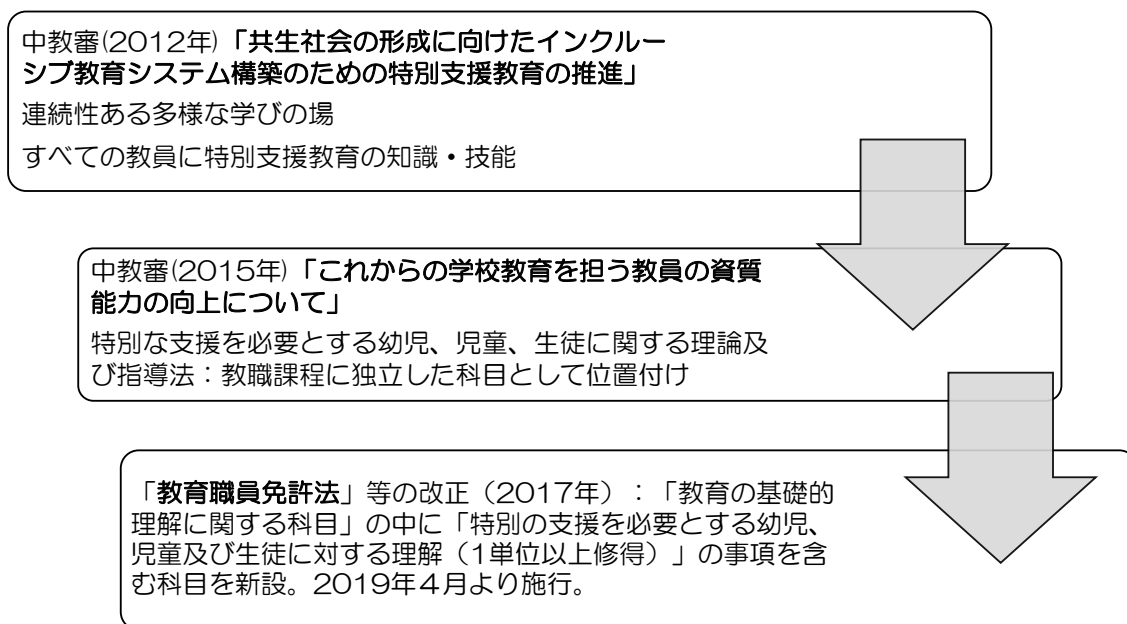 中教審(2012年)「共生社会の形成に向けたインクルー
シブ教育システム構築のための特別支援教育の推進」
連続性ある多様な学びの場
すべての教員に特別支援教育の知識・技能
中教審(2015年)「これからの学校教育を担う教員の資質
能力の向上について」
特別な支援を必要とする幼児、児童、生徒に関する理論及
び指導法：教職課程に独立した科目として位置付け
「教育職員免許法」等の改正（2017年）：「教育の基礎的
理解に関する科目」の中に「特別の支援を必要とする幼児、
児童及び生徒に対する理解（1単位以上修得）」の事項を含
む科目を新設。2019年４月より施行。